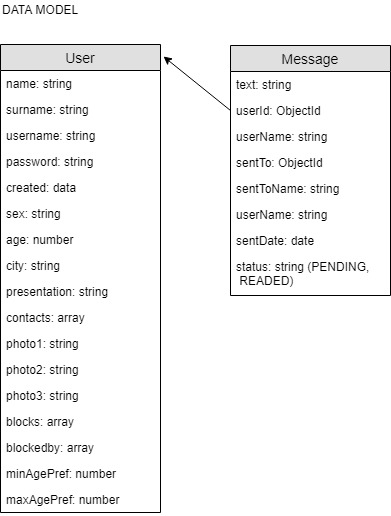 DATA MODEL
User
name: string
surname: string
username: string
password: string
created: data
sex: string
age: number
city: string
presentation: string
contacts: array
photo1: string
photo2: string
photo3: string
blocks: array
blockedby: array
minAgePref: number
maxAgePref: number
Message
text: string
userId: ObjectId
userName: string
sentTo: ObjectId
sentToName: string
userName: string
sentDate: date
status: string (PENDING,
READED)